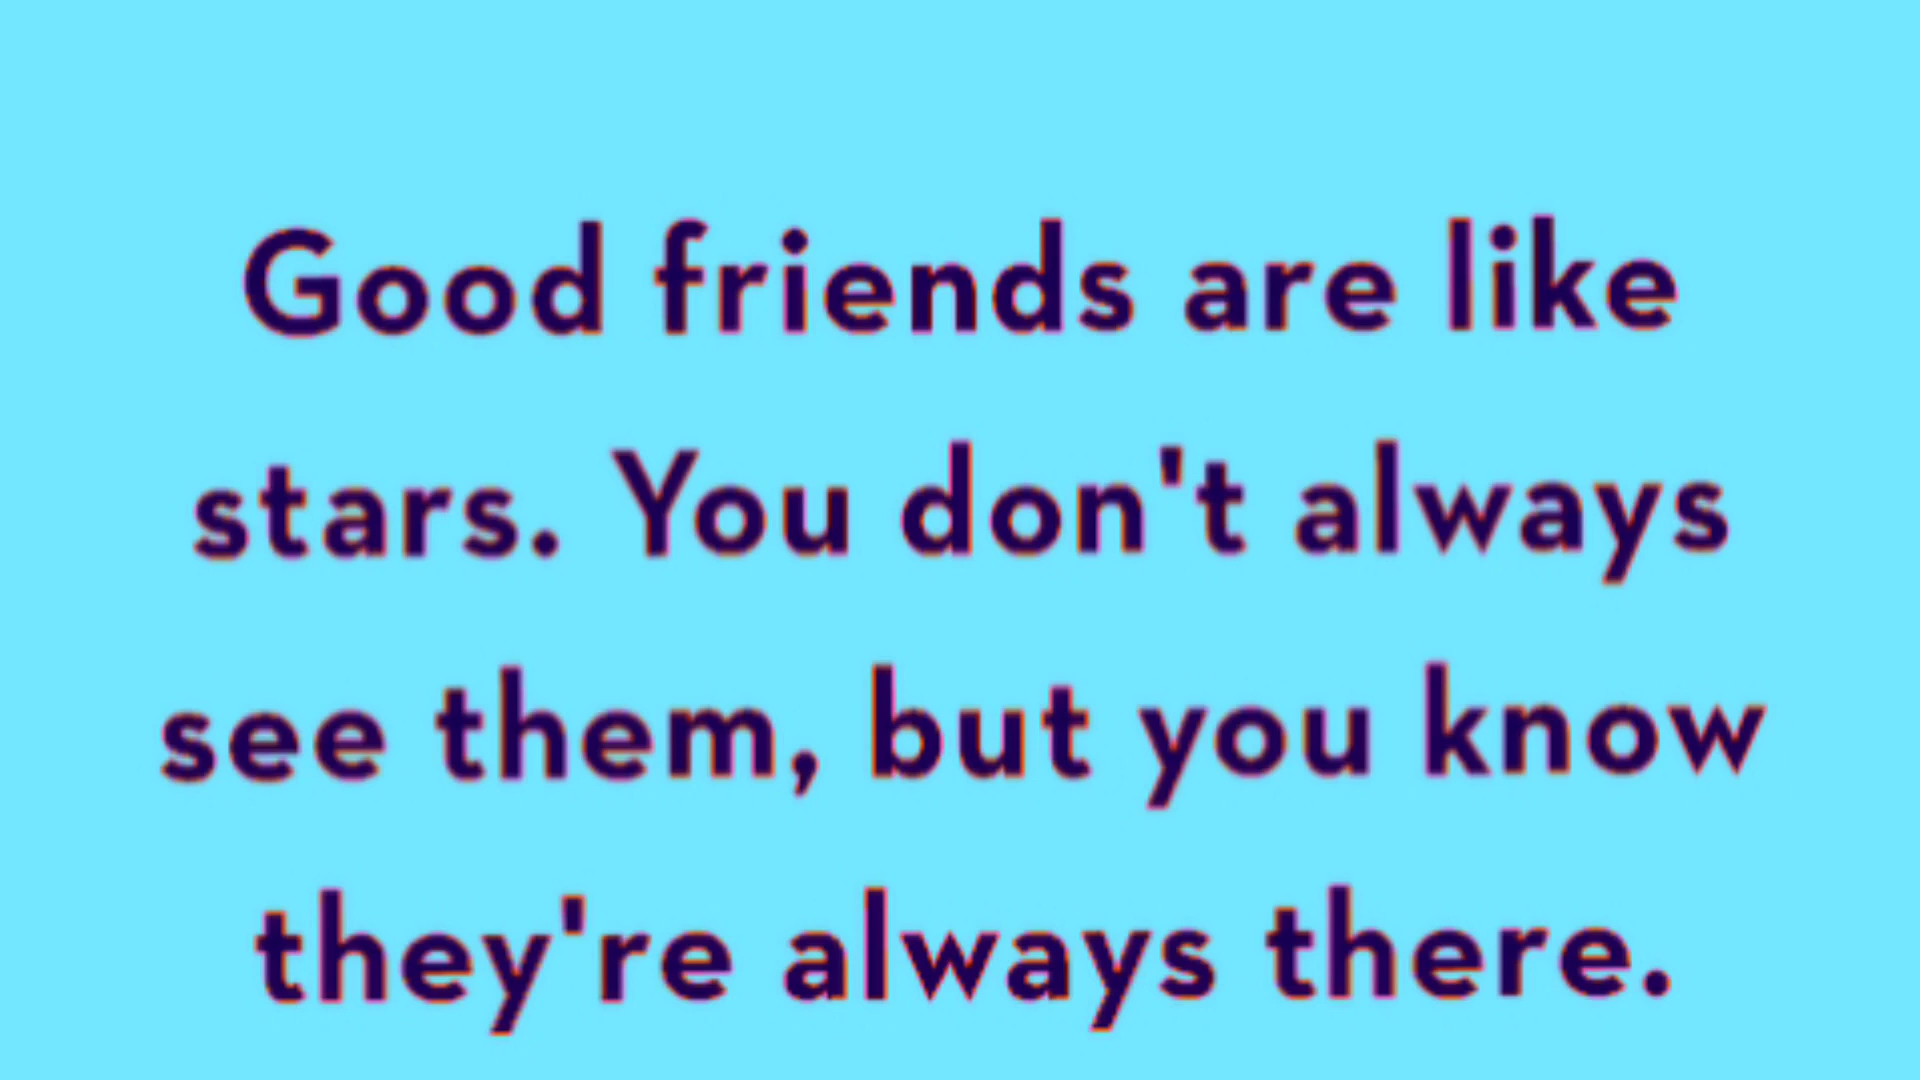 Good friends are like
stars. You don't always
see them, but you know
they're always there.